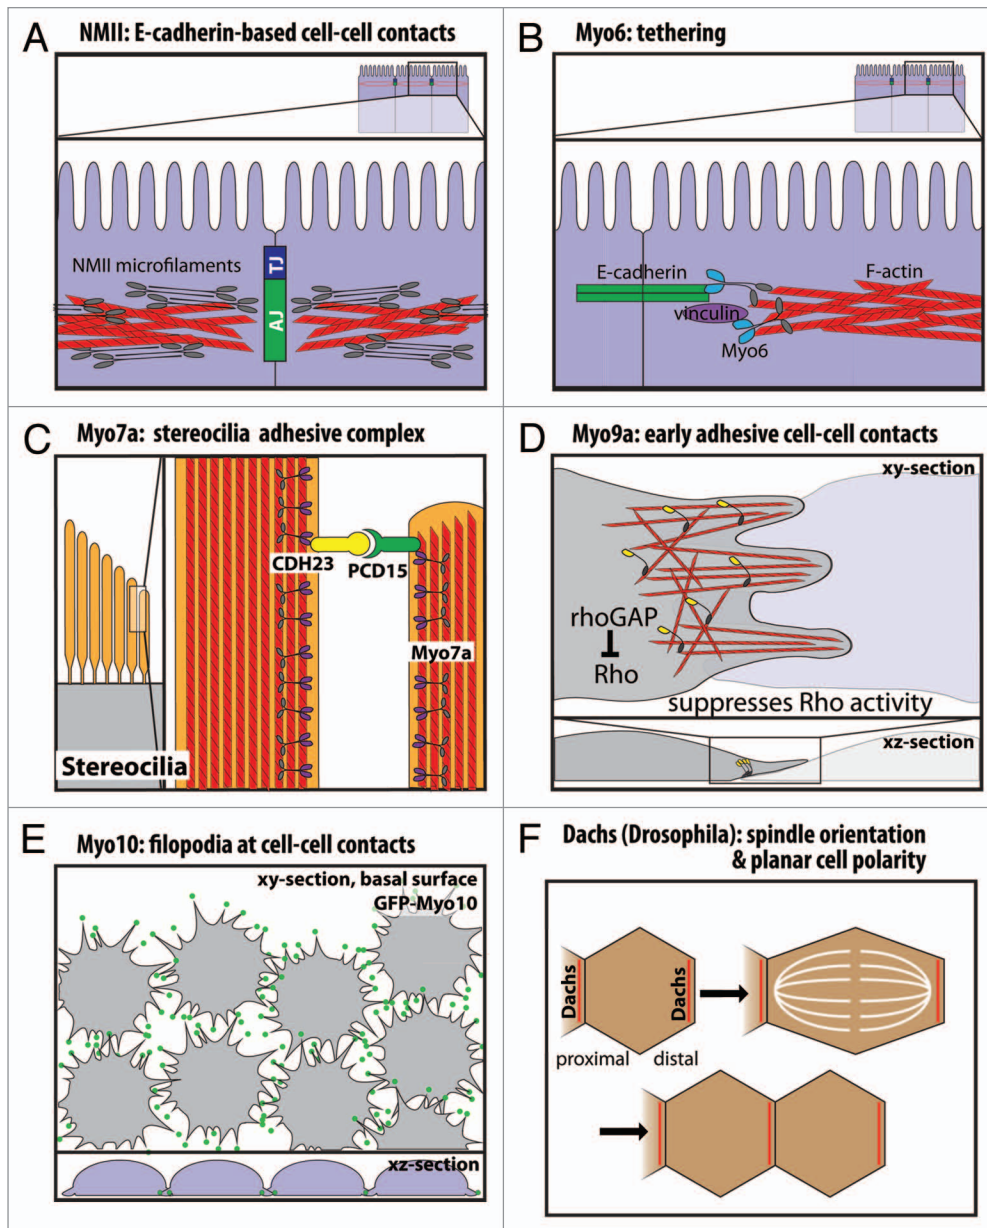 A
NMII: E-cadherin-based cell-cell contacts
NMII microfilaments
TJ
AJ
B
Myo6: tethering
E-cadherin
F-actin
vinculin
Myo6
C
Myo7a: stereocilia adhesive complex
CDH23
PCD15
Myo7a
Stereocilia
D
Myo9a: early adhesive cell-cell contacts
xy-section
rhoGAP
Rho
suppresses Rho activity
xz-section
E
Myo10: filopodia at cell-cell contacts
xy-section, basal surface
GFP-Myo10
xz-section
F
Dachs (Drosophila): spindle orientation
& planar cell polarity
Dachs
Dachs
proximal distal